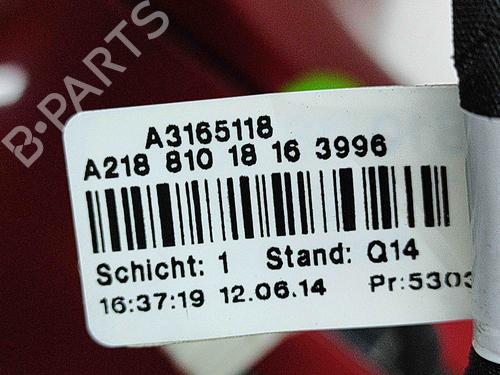 B-PARTS
A3165118
A218 810 18 16 3996
Schicht: 1 Stand: Q14
16:37:19 12.06.14 Pr:5303